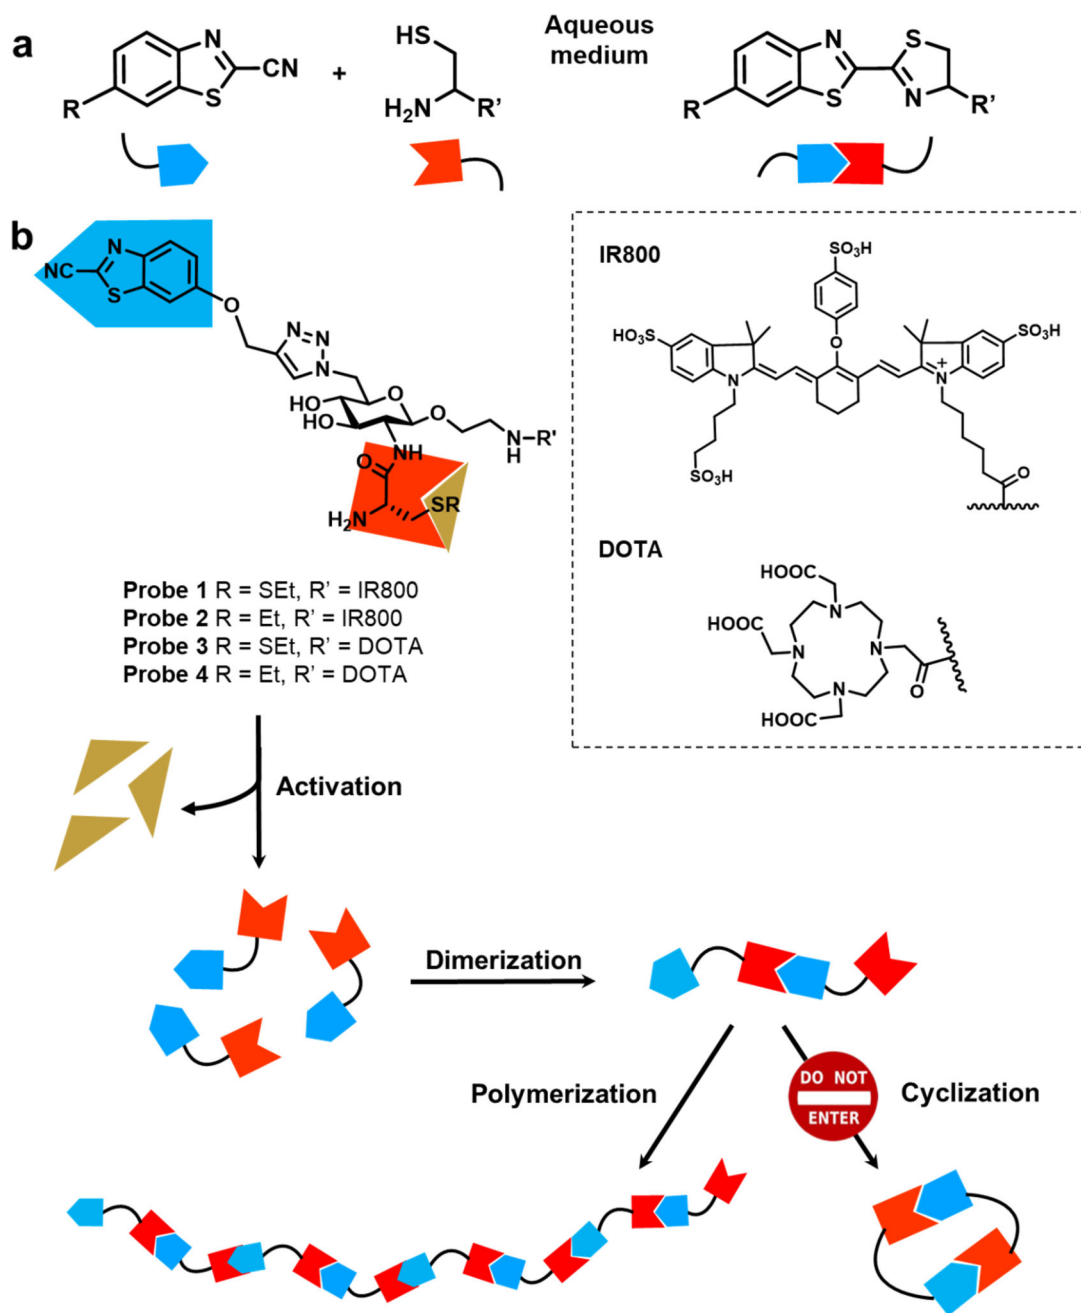 a
N
CN
S
R
+
HS
H₂N
R'
Aqueous
medium
N
S
S
N
R
R'
b
NC
N
S
O
N
N
N
HO
HO
O
O
N
H
R'
NH
O
H₂N
SR
Probe 1 R = SEt, R’ = IR800
Probe 2 R = Et, R’ = IR800
Probe 3 R = SEt, R’ = DOTA
Probe 4 R = Et, R’ = DOTA
IR800
SO₃H
HO₃S
O
SO₃H
N
N
+
SO₃H
O
DOTA
HOOC
HOOC
N
N
N
N
O
HOOC
Activation
Dimerization
Polymerization
DO NOT
ENTER
Cyclization